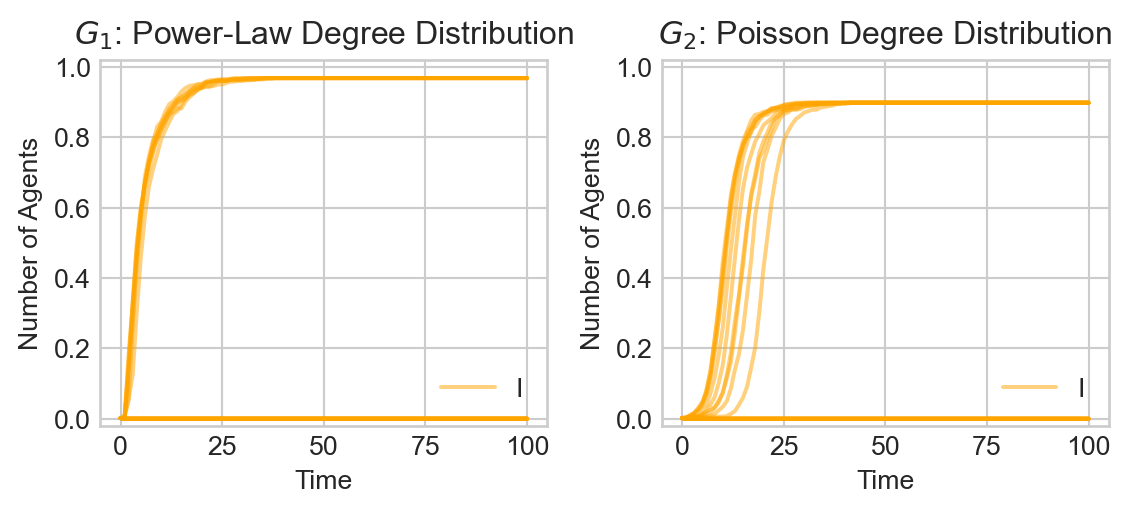 G₁: Power-Law Degree Distribution
Number of Agents
1.0
0.8
0.6
0.4
0.2
0.0
I
0 25 50 75 100
Time
G₂: Poisson Degree Distribution
Number of Agents
1.0
0.8
0.6
0.4
0.2
0.0
I
0 25 50 75 100
Time